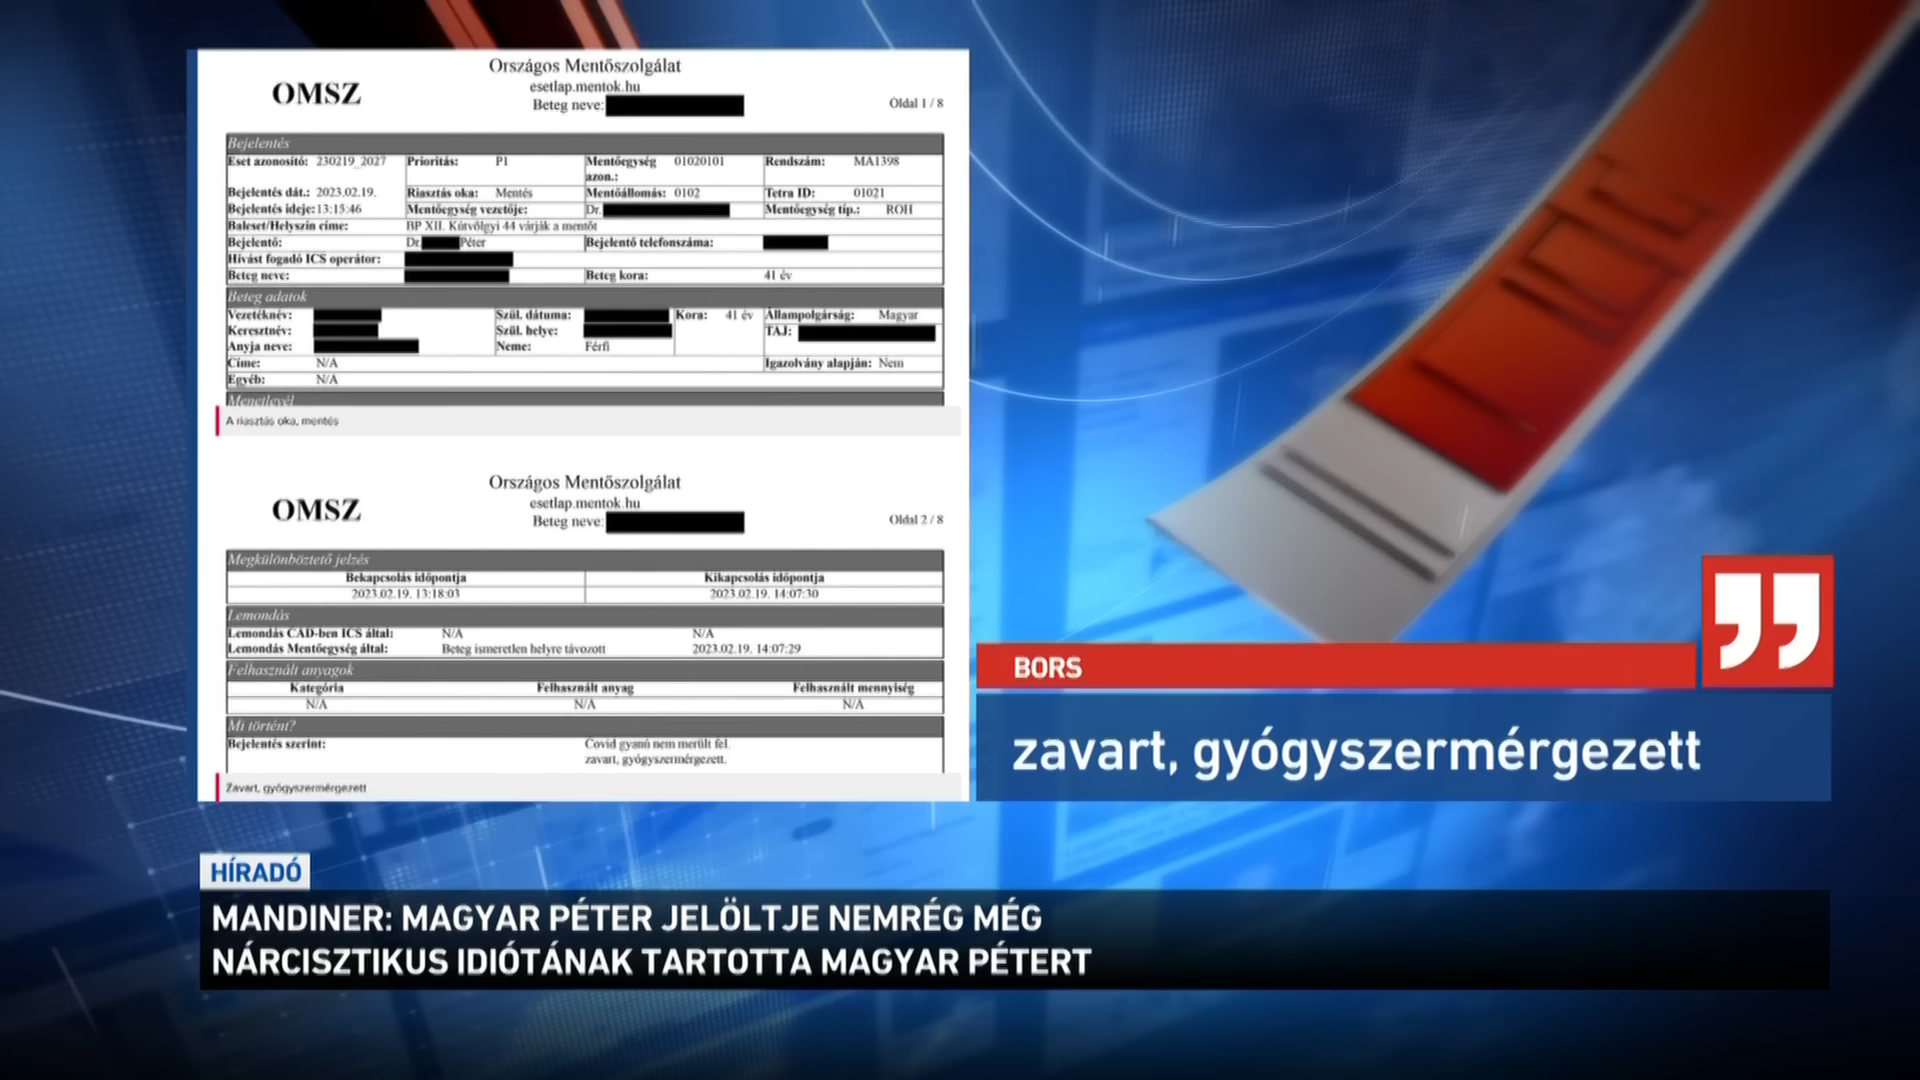 Országos Mentőszolgálat
OMSZ
esetlap.mentok.hu
Beteg neve:
Oldal 1 / 8
Bejelentés
Eset azonosító: 230219_2027 Prioritás: P1 Mentőegység azon.: 01020101 Rendszám: MA1398
Bejelentés dát.: 2023.02.19. Riasztás oka: Mentés Mentőállomás: 0102 Tetra ID: 01021
Bejelentés ideje: 13:15:46 Mentőegység vezetője: Dr. Mentőegység típ.: ROH
Baleset/Helyszín címe: BP XII. Kútvölgyi 44 várják a mentőt
Bejelentő: Dr. Péter Bejelentő telefonszáma:
Hívást fogadó ICS operátor:
Beteg neve: Beteg kora: 41 év
Beteg adatok
Vezetéknév: Szül. dátuma: Kora: 41 év Állampolgárság: Magyar
Keresztnév: Szül. helye: TAJ:
Anyja neve: Neme: Férfi
Címe: N/A Igazolvány alapján: Nem
Egyéb: N/A
Menetlevél
A riasztás oka, mentés
Országos Mentőszolgálat
OMSZ
esetlap.mentok.hu
Beteg neve:
Oldal 2 / 8
Megkülönböztető jelzés
Bekapcsolás időpontja Kikapcsolás időpontja
2023.02.19. 13:18:03 2023.02.19. 14:07:30
Lemondás
Lemondás CAD-ben ICS által: N/A N/A
Lemondás Mentőegység által: Beteg ismeretlen helyre távozott 2023.02.19. 14:07:29
Felhasznált anyagok
Kategória Felhasznált anyag Felhasznált mennyiség
N/A N/A N/A
Mi történt?
Bejelentés szerint: Covid gyanú nem merült fel.
zavart, gyógyszermérgezett.
Zavart, gyógyszermérgezett
BORS
zavart, gyógyszermérgezett
HÍRADÓ
MANDINER: MAGYAR PÉTER JELÖLTJE NEMRÉG MÉG
NÁRCISZTIKUS IDIÓTÁNAK TARTOTTA MAGYAR PÉTERT